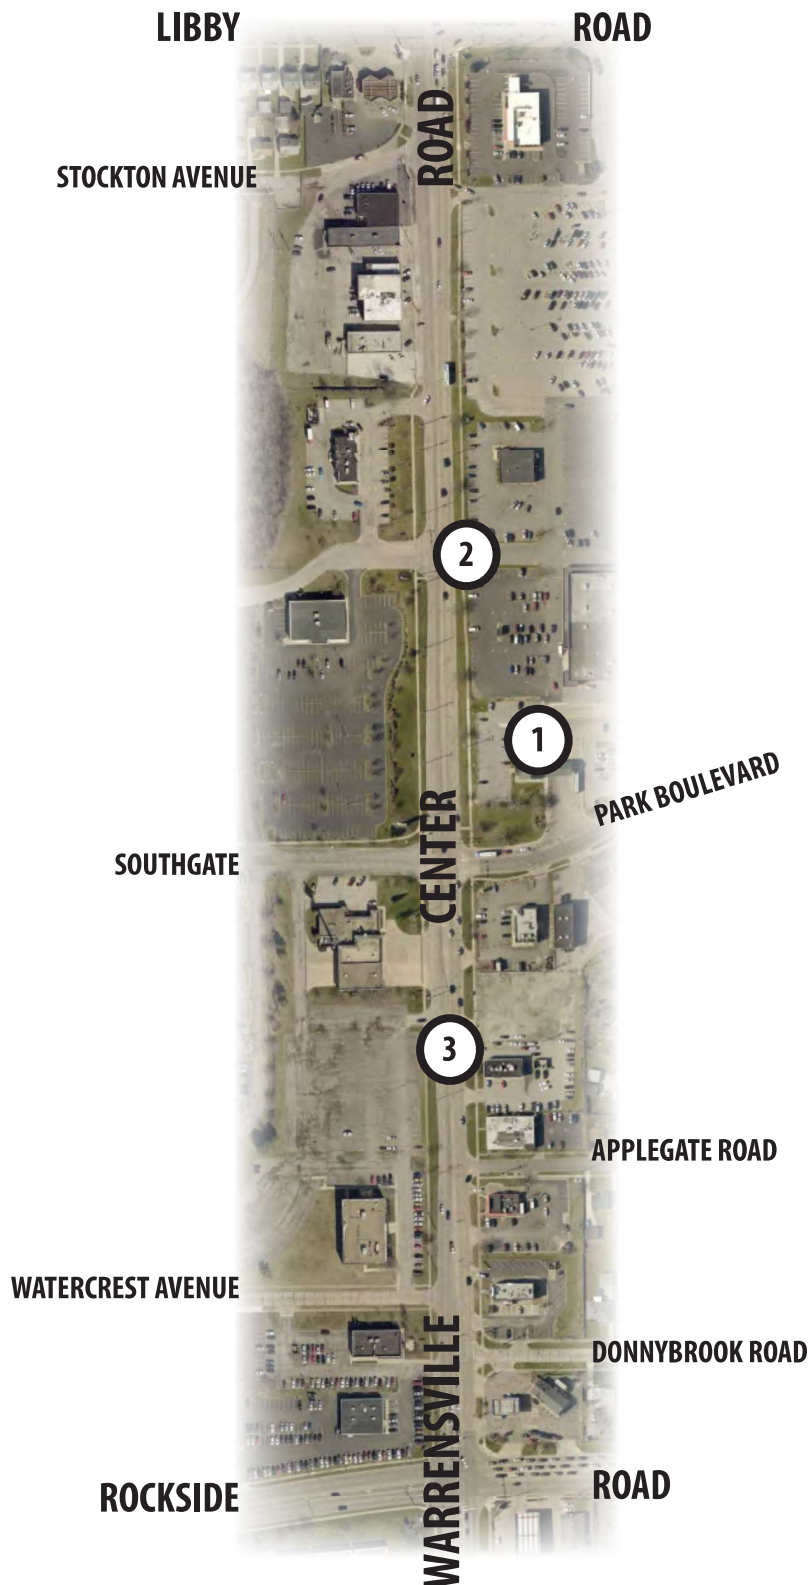 LIBBY ROAD
STOCKTON AVENUE
ROAD
2
1
PARK BOULEVARD
SOUTHGATE
CENTER
3
APPLEGATE ROAD
WATERCREST AVENUE
DONNYBROOK ROAD
WARRENSVILLE
ROCKSIDE ROAD